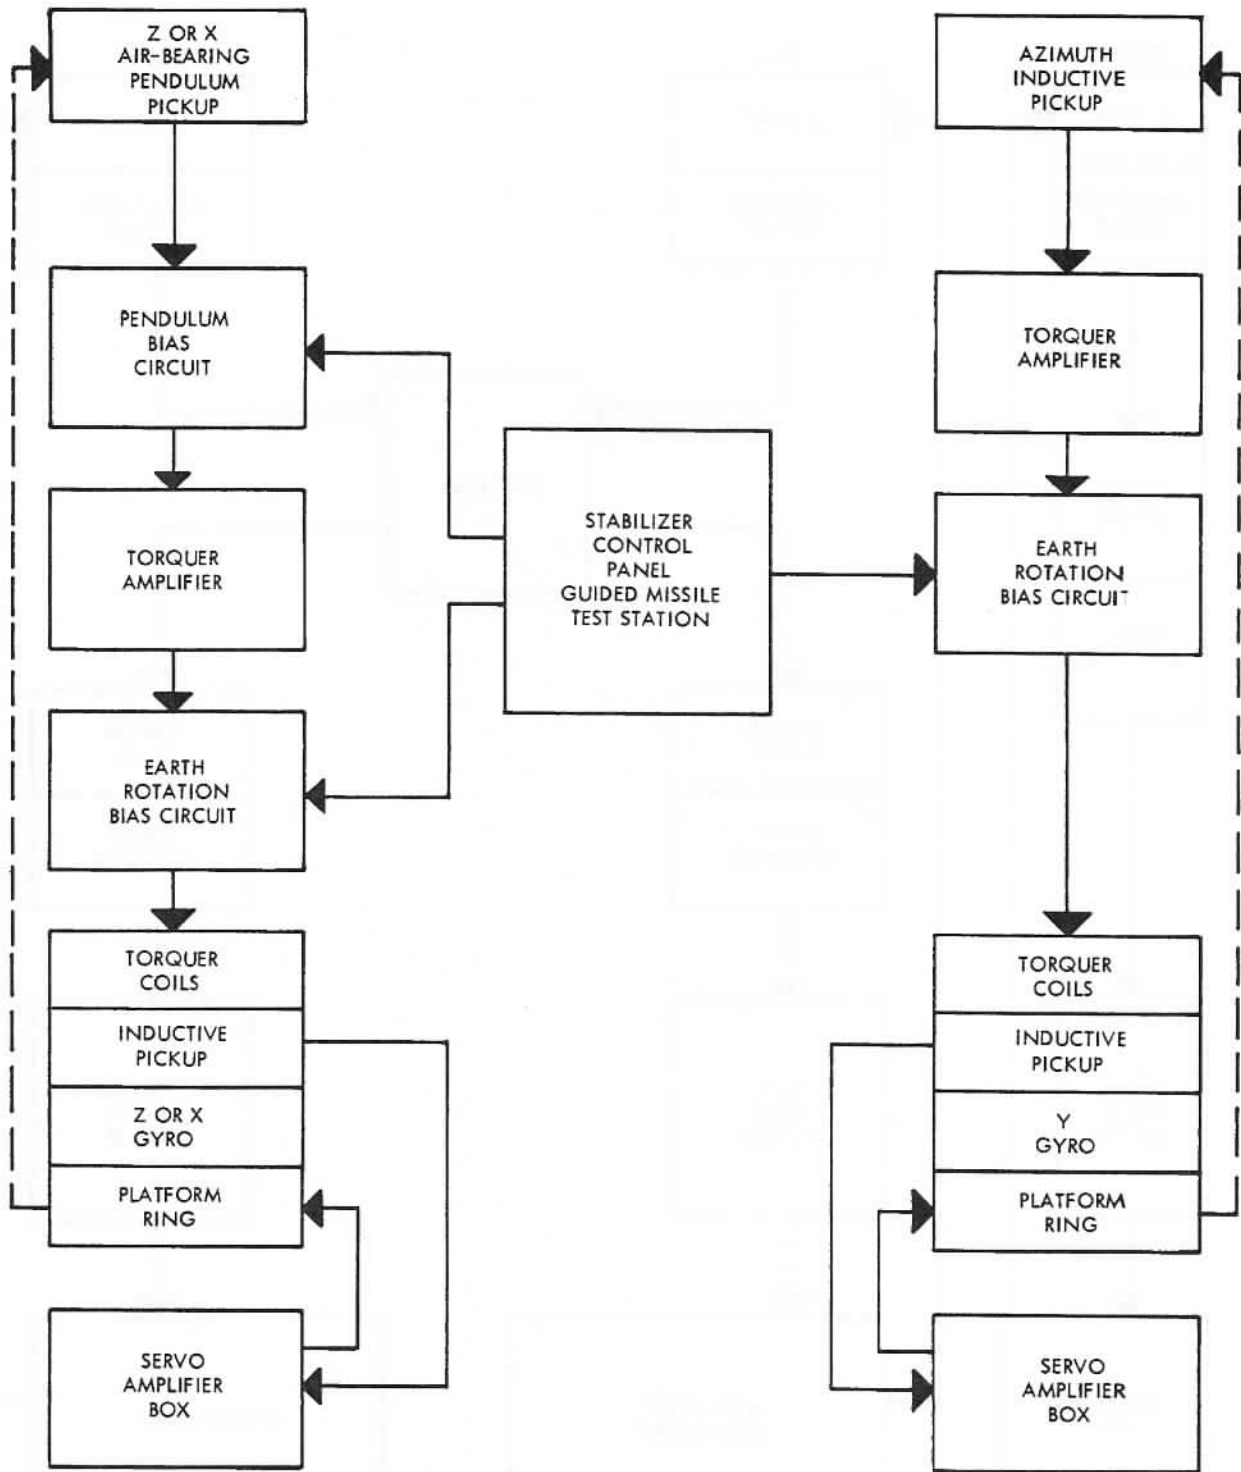 Z OR X
AIR-BEARING
PENDULUM
PICKUP
PENDULUM
BIAS
CIRCUIT
TORQUER
AMPLIFIER
EARTH
ROTATION
BIAS CIRCUIT
TORQUER
COILS
INDUCTIVE
PICKUP
Z OR X
GYRO
PLATFORM
RING
SERVO
AMPLIFIER
BOX
STABILIZER
CONTROL
PANEL
GUIDED MISSILE
TEST STATION
AZIMUTH
INDUCTIVE
PICKUP
TORQUER
AMPLIFIER
EARTH
ROTATION
BIAS CIRCUIT
TORQUER
COILS
INDUCTIVE
PICKUP
Y
GYRO
PLATFORM
RING
SERVO
AMPLIFIER
BOX